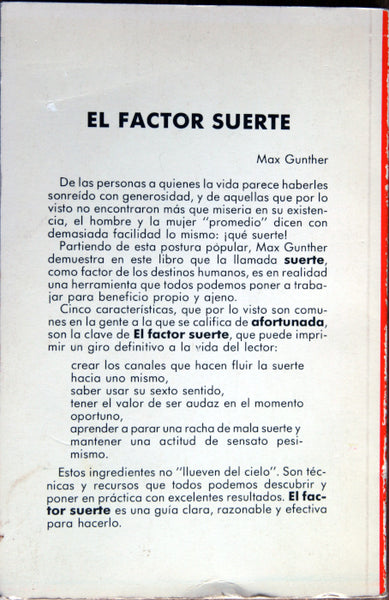 EL FACTOR SUERTE
Max Gunther
De las personas a quienes la vida parece haberles
sonreído con generosidad, y de aquellas que por lo
visto no encontraron más que miseria en su existen-
cia, el hombre y la mujer "promedio" dicen con
demasiada facilidad lo mismo: ¡qué suerte!
Partiendo de esta postura popular, Max Gunther
demuestra en este libro que la llamada suerte,
como factor de los destinos humanos, es en realidad
una herramienta que todos podemos poner a traba-
jar para beneficio propio y ajeno.
Cinco características, que por lo visto son comu-
nes en la gente a la que se califica de afortunada,
son la clave de El factor suerte, que puede impri-
mir un giro definitivo a la vida del lector:
crear los canales que hacen fluir la suerte
hacia uno mismo,
saber usar su sexto sentido,
tener el valor de ser audaz en el momento
oportuno,
aprender a parar una racha de mala suerte y
mantener una actitud de sensato pesi-
mismo.
Estos ingredientes no "llueven del cielo". Son téc-
nicas y recursos que todos podemos descubrir y
poner en práctica con excelentes resultados. El fac-
tor suerte es una guía clara, razonable y efectiva
para hacerlo.